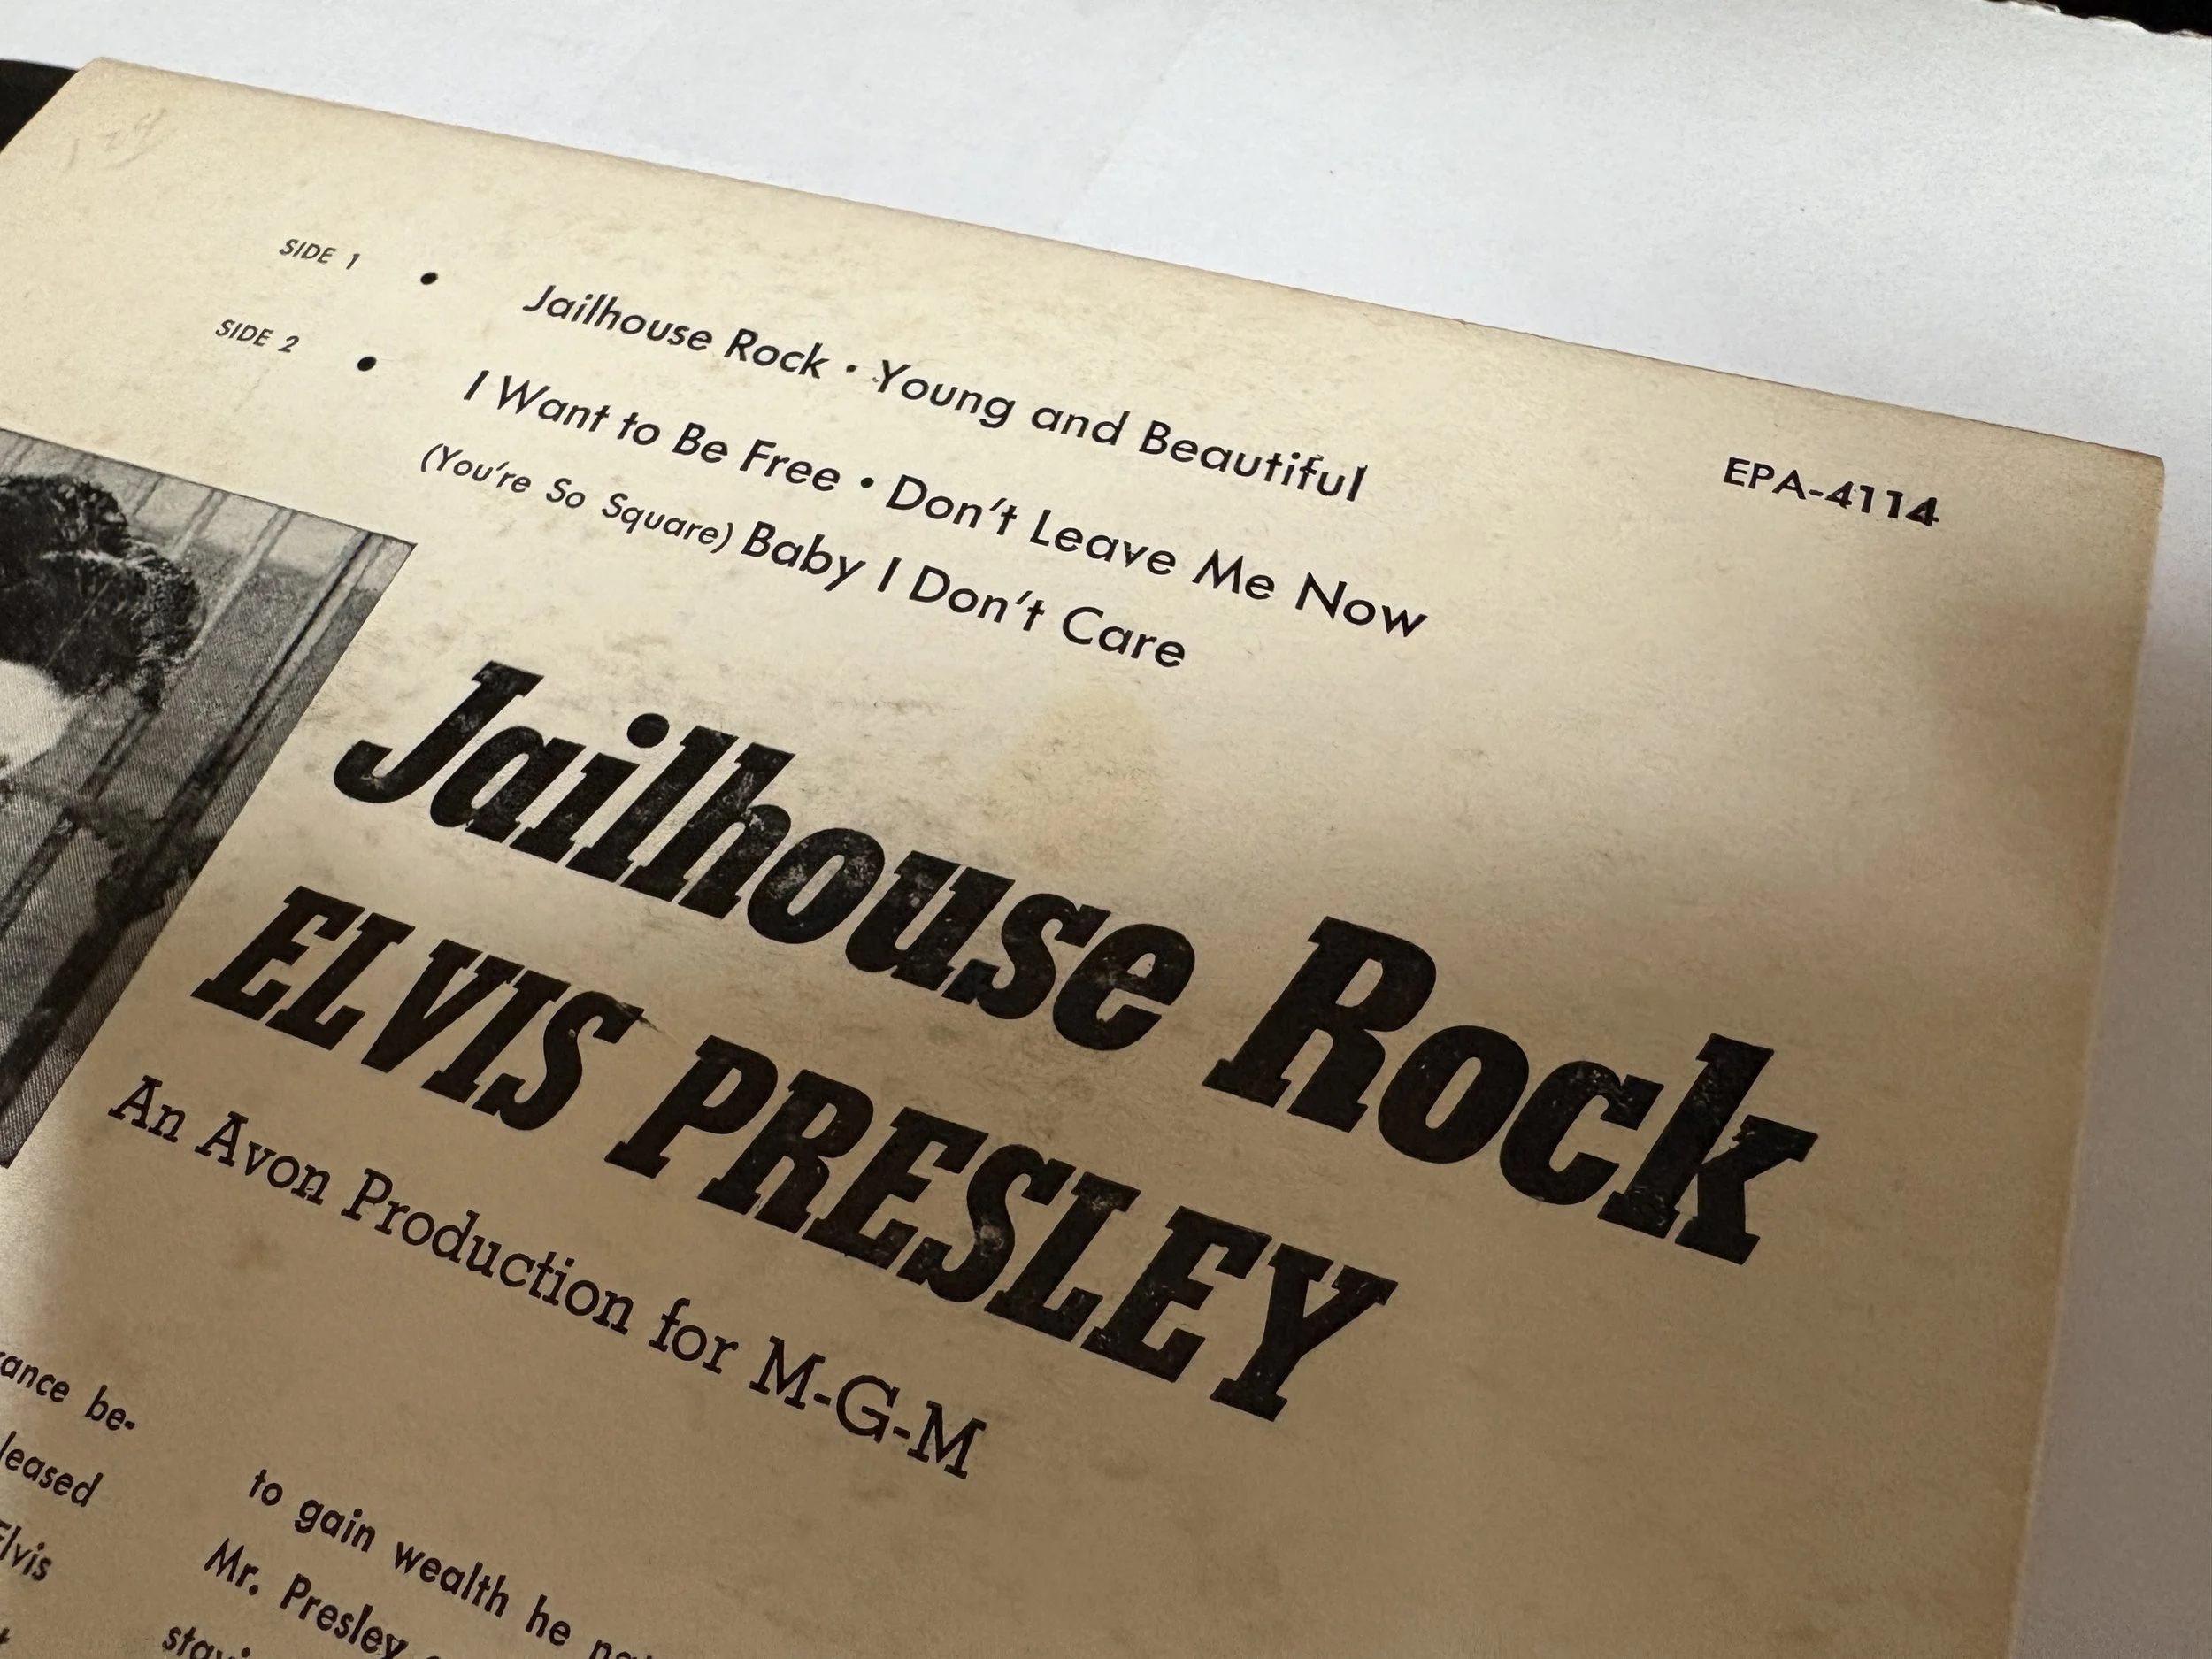 SIDE 1 • Jailhouse Rock · Young and Beautiful
SIDE 2 • I Want to Be Free • Don't Leave Me Now
(You're So Square) Baby I Don't Care
EPA-4114
Jailhouse Rock
ELVIS PRESLEY
An Avon Production for M-G-M
be-
Elvis
to gain wealth he
Mr. Presley